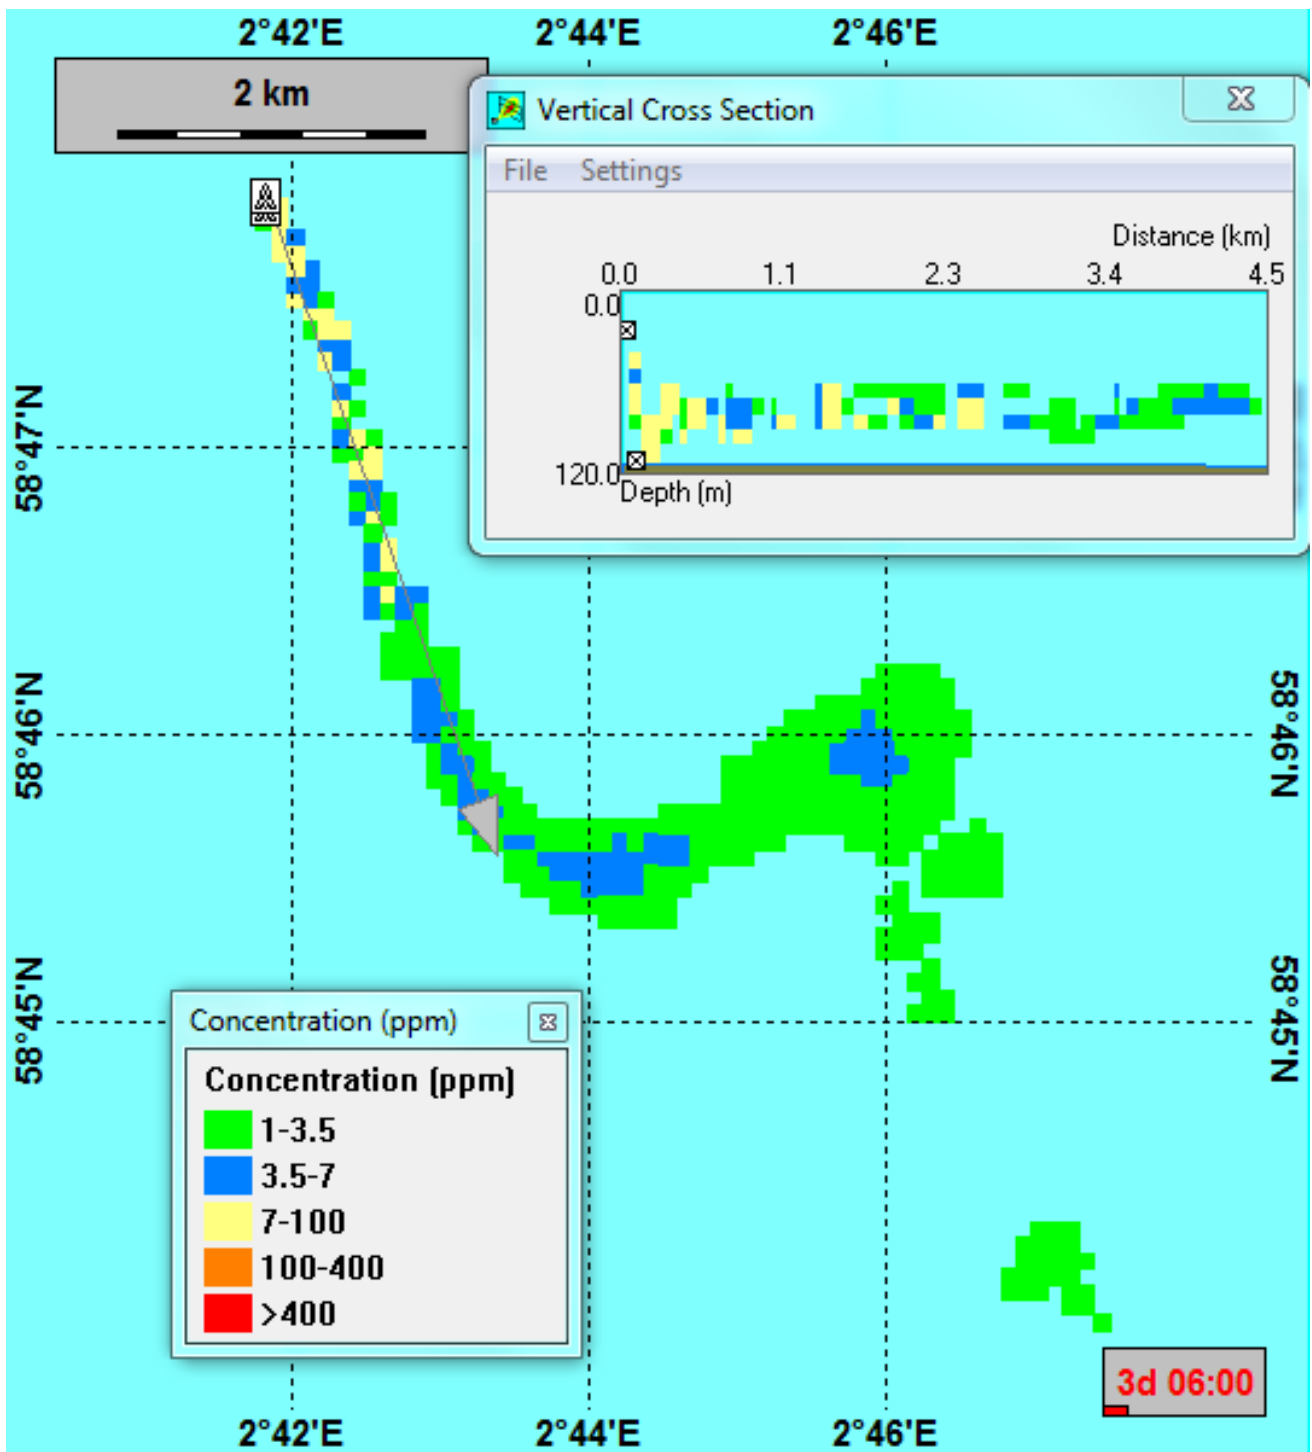 2°42'E 2°44'E 2°46'E
2 km
Vertical Cross Section
File Settings
Distance (km)
0.0 1.1 2.3 3.4 4.5
0.0
120.0
Depth (m)
58°47'N
58°46'N 58°46'N
58°45'N 58°45'N
Concentration (ppm)
Concentration (ppm)
1-3.5
3.5-7
7-100
100-400
>400
3d 06:00
2°42'E 2°44'E 2°46'E